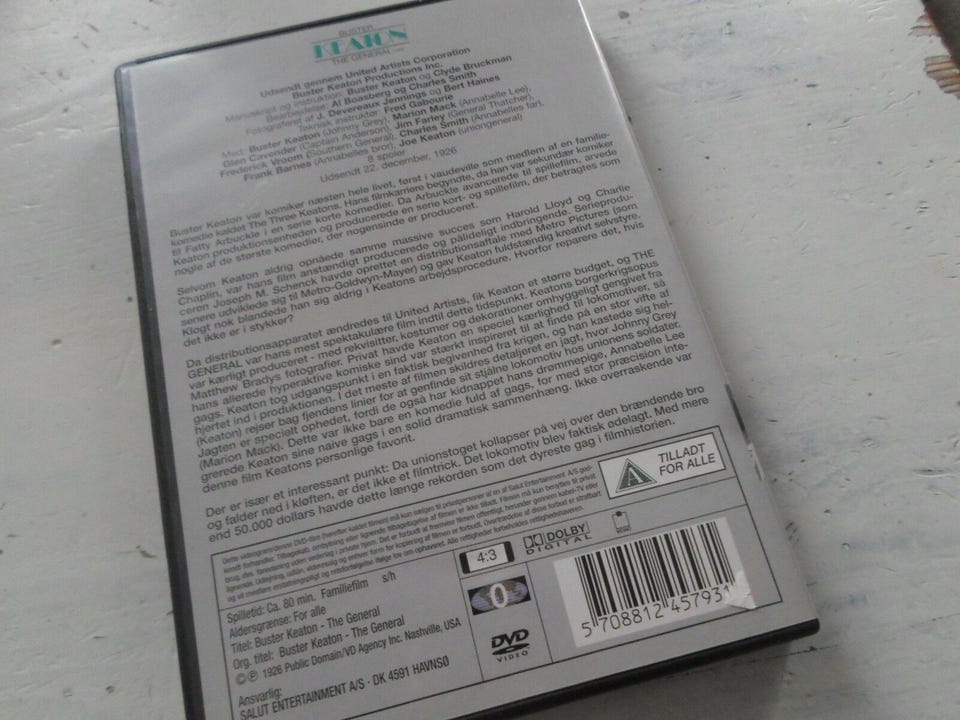 BUSTER
KEATON
THE GENERAL
Udsendt gennem United Artists Corporation
Buster Keaton Productions Inc.
Manuskript og instruktion: Buster Keaton og Clyde Bruckman
Bearbejdelse: Al Boasberg og Charles Smith
Fotograferet af J. Devereaux Jennings og Bert Haines
Teknisk instruktør Fred Gabourie
Med: Buster Keaton (Johnny Grey), Marion Mack (Annabelle Lee),
Glen Cavender (Captain Anderson), Jim Farley (General Thatcher),
Frederick Vroom (Southern General), Charles Smith (Annabelles far),
Frank Barnes (Annabelles bror), Joe Keaton (uniongeneral)
8 spoler
Udsendt 22. december, 1926
Buster Keaton var komiker næsten hele livet, først i vaudeville som medlem af en familie-
komedie kaldet The Three Keatons. Hans filmkarriere begyndte, da han var sekundær komiker
til Fatty Arbuckle i en serie korte komedier. Da Arbuckle avancerede til spillefilm, arvede
Keaton produktionsenheden og producerede en serie kort- og spillefilm, der betragtes som
nogle af de største komedier, der nogensinde er produceret.
Selvom Keaton aldrig opnåede samme massive succes som Harold Lloyd og Charlie
Chaplin, var hans film anstændigt producerede og pålideligt indbringende. Serieprodu-
ceren Joseph M. Schenck havde oprettet en distributionsaftale med Metro Pictures (som
senere udviklede sig til Metro-Goldwyn-Mayer) og gav Keaton fuldstændig kreativt selvstyre.
Klogt nok blandede han sig aldrig i Keatons arbejdsprocedure. Hvorfor reparere det, hvis
det ikke er i stykker?
Da distributionsapparatet ændredes til United Artists, fik Keaton et større budget, og THE
GENERAL var hans mest spektakulære film indtil dette tidspunkt. Keatons borgerkrigsopus
var kærligt produceret - med rekvisitter, kostumer og dekorationer omhyggeligt gengivet fra
Matthew Bradys fotografier. Privat havde Keaton en speciel kærlighed til lokomotiver, så
hans allerede hyperaktive komiske sind var stærkt inspireret til at finde på en stor vifte af
gags. Keaton tog udgangspunkt i en faktisk begivenhed fra krigen, og han kastede sig hel-
hjertet ind i produktionen. I det meste af filmen skildres detaljeret en jagt, hvor Johnny Grey
(Keaton) rejser bag fjendens linier for at genfinde sit stjålne lokomotiv hos unionens soldater.
Jagten er specielt ophedet, fordi de også har kidnappet hans drømmepige, Annabelle Lee
(Marion Mack). Dette var ikke bare en komedie fuld af gags, for med stor præcision inte-
grerede Keaton sine naive gags i en solid dramatisk sammenhæng. Ikke overraskende var
denne film Keatons personlige favorit.
Der er især et interessant punkt: Da unionstoget kollapser på vej over den brændende bro
og falder ned i kløften, er det ikke et filmtrick. Det lokomotiv blev faktisk ødelagt. Med mere
end 50.000 dollars havde dette længe rekorden som det dyreste gag i filmhistorien.
A
TILLADT
FOR ALLE
Spilletid: Ca. 80 min. Familiefilm s/h
Aldersgrænse: For alle
Titel: Buster Keaton - The General
Org. titel: Buster Keaton - The General
©℗ 1926 Public Domain/VD Agency Inc. Nashville, USA
Ansvarlig:
SALUT ENTERTAINMENT A/S - DK 4591 HAVNSØ
4:3
DOLBY
DIGITAL
0
DVD
VIDEO
5 708812 457931